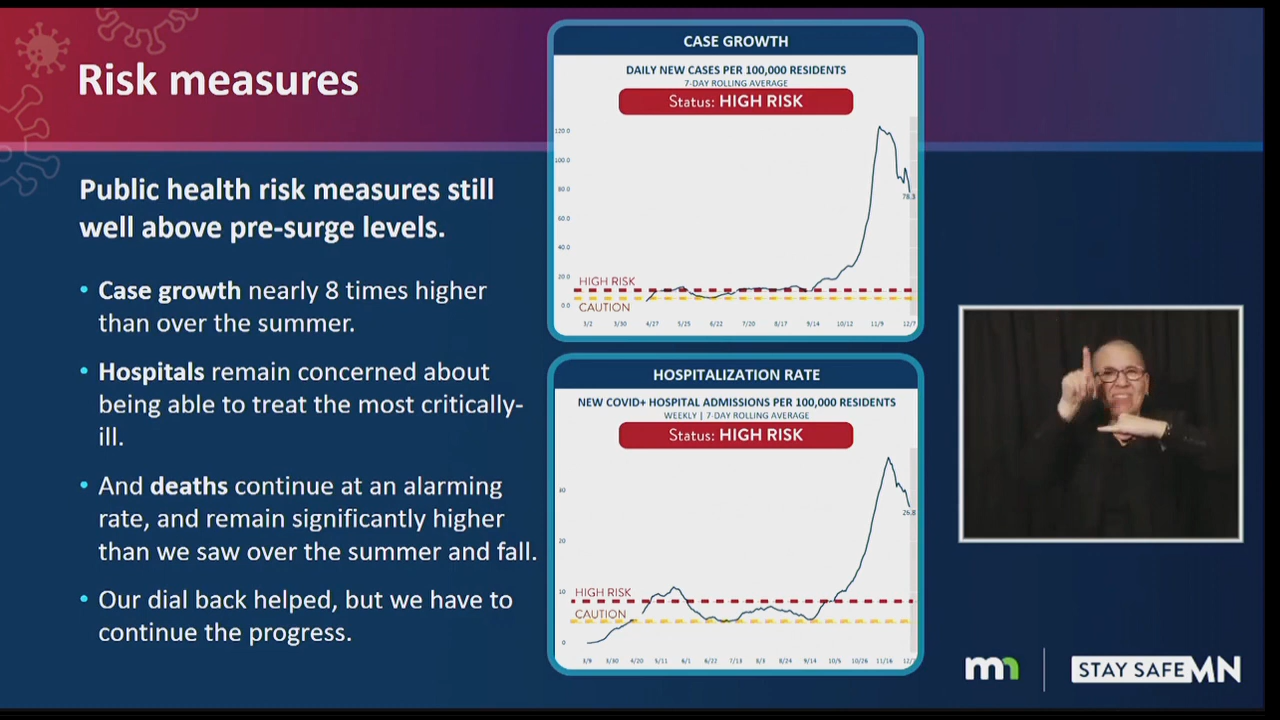 Risk measures
Public health risk measures still
well above pre-surge levels.
• Case growth nearly 8 times higher
than over the summer.
• Hospitals remain concerned about
being able to treat the most critically-
ill.
• And deaths continue at an alarming
rate, and remain significantly higher
than we saw over the summer and fall.
• Our dial back helped, but we have to
continue the progress.
CASE GROWTH
DAILY NEW CASES PER 100,000 RESIDENTS
7-DAY ROLLING AVERAGE
Status: HIGH RISK
120.0
100.0
80.0
78.3
60.0
40.0
20.0
HIGH RISK
0.0
CAUTION
3/2 3/30 4/27 5/25 6/22 7/20 8/17 9/14 10/12 11/9 12/7
HOSPITALIZATION RATE
NEW COVID+ HOSPITAL ADMISSIONS PER 100,000 RESIDENTS
WEEKLY | 7-DAY ROLLING AVERAGE
Status: HIGH RISK
30
26.8
20
10
HIGH RISK
CAUTION
0
3/9 3/30 4/20 5/11 6/1 6/22 7/13 8/3 8/24 9/14 10/5 10/26 11/16
mn
STAY SAFE MN